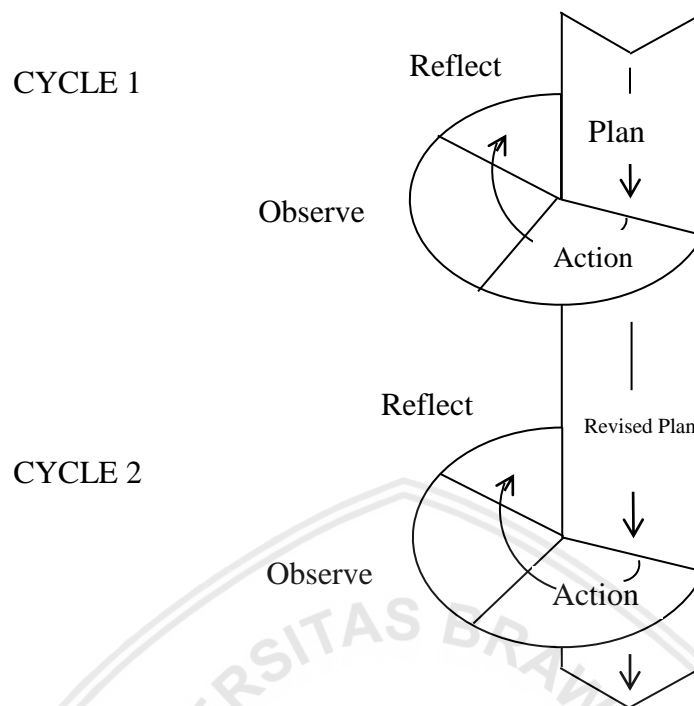 Reflect
CYCLE 1
Plan
Observe
Action
Reflect
Revised Plan
CYCLE 2
Observe
Action